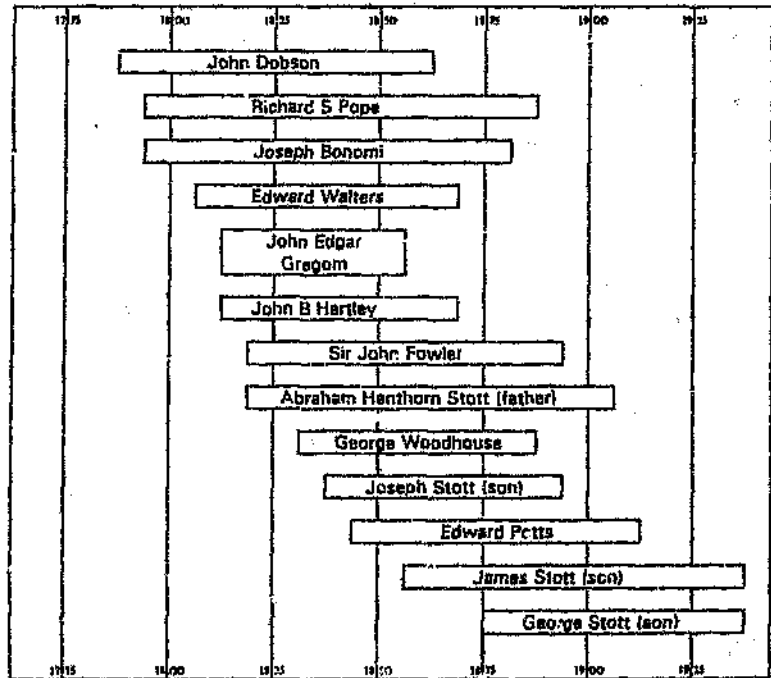 1775 1800 1825 1850 1875 1900 1925
John Dobson
Richard S Pope
Joseph Bonomi
Edward Walters
John Edgar
Gregom
John B Hartley
Sir John Fowler
Abraham Henthorn Stott (father)
George Woodhouse
Joseph Stott (son)
Edward Potts
James Stott (son)
George Stott (son)
1775 1800 1825 1850 1875 1900 1925